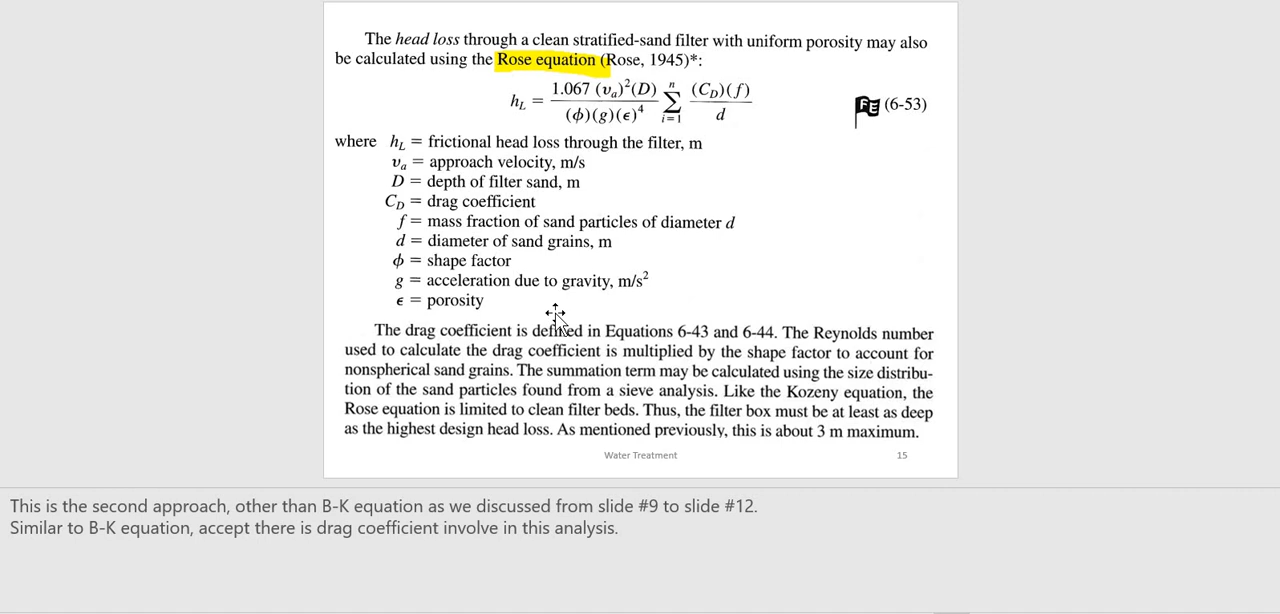 The head loss through a clean stratified-sand filter with uniform porosity may also
be calculated using the Rose equation (Rose, 1945)*:
h_L = 1.067 (v_a)²(D) / (ϕ)(g)(ϵ)⁴ Σ_{i=1}^{n} (C_D)(f) / d FE (6-53)
where h_L = frictional head loss through the filter, m
v_a = approach velocity, m/s
D = depth of filter sand, m
C_D = drag coefficient
f = mass fraction of sand particles of diameter d
d = diameter of sand grains, m
ϕ = shape factor
g = acceleration due to gravity, m/s²
ϵ = porosity
The drag coefficient is defined in Equations 6-43 and 6-44. The Reynolds number
used to calculate the drag coefficient is multiplied by the shape factor to account for
nonspherical sand grains. The summation term may be calculated using the size distribu-
tion of the sand particles found from a sieve analysis. Like the Kozeny equation, the
Rose equation is limited to clean filter beds. Thus, the filter box must be at least as deep
as the highest design head loss. As mentioned previously, this is about 3 m maximum.
Water Treatment 15
This is the second approach, other than B-K equation as we discussed from slide #9 to slide #12.
Similar to B-K equation, accept there is drag coefficient involve in this analysis.